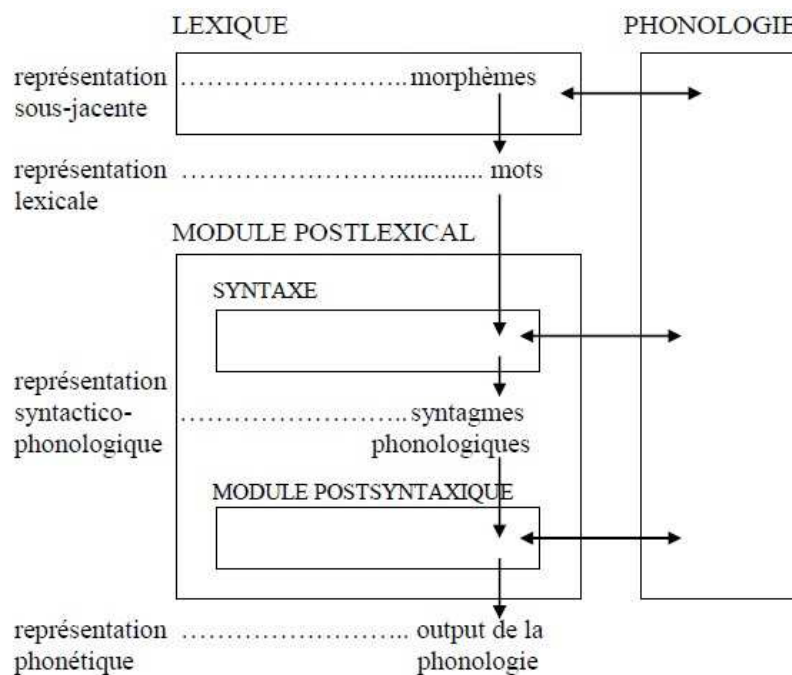 LEXIQUE PHONOLOGIE
représentation ........................ morphèmes
sous-jacente
représentation ................................ mots
lexicale
MODULE POSTLEXICAL
SYNTAXE
représentation
syntactico- ........................ syntagmes
phonologique phonologiques
MODULE POSTSYNTAXIQUE
représentation ........................ output de la
phonétique phonologie